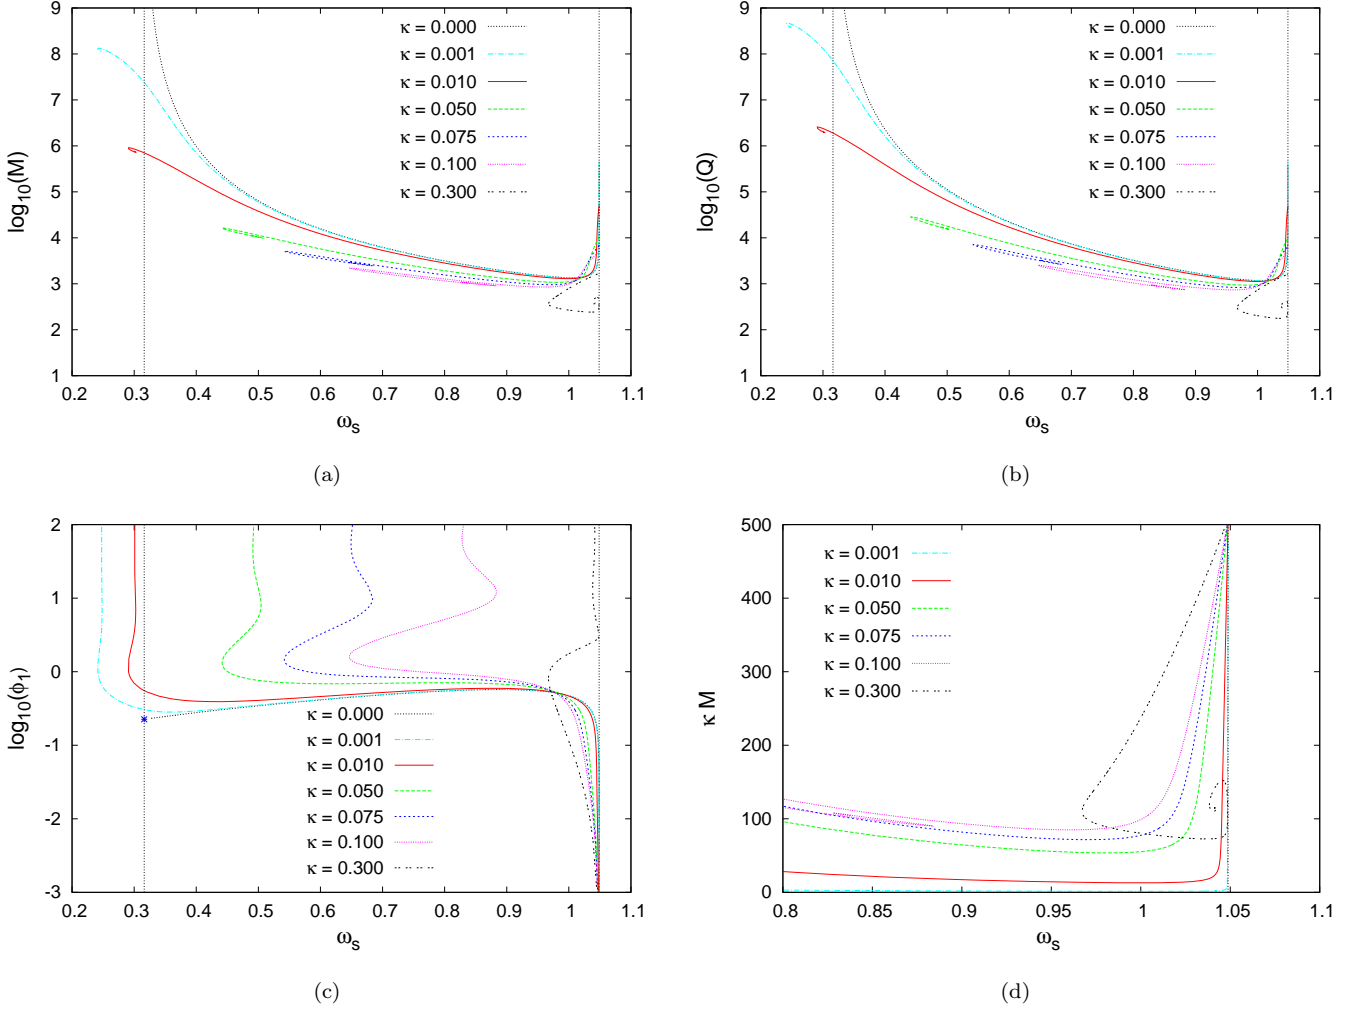 9
8
7
6
5
4
3
2
1
log₁₀(M)
κ = 0.000
κ = 0.001
κ = 0.010
κ = 0.050
κ = 0.075
κ = 0.100
κ = 0.300
0.2 0.3 0.4 0.5 0.6 0.7 0.8 0.9 1 1.1
ωₛ
(a)
9
8
7
6
5
4
3
2
1
log₁₀(Q)
κ = 0.000
κ = 0.001
κ = 0.010
κ = 0.050
κ = 0.075
κ = 0.100
κ = 0.300
0.2 0.3 0.4 0.5 0.6 0.7 0.8 0.9 1 1.1
ωₛ
(b)
2
1
0
-1
-2
-3
log₁₀(ϕ₁)
κ = 0.000
κ = 0.001
κ = 0.010
κ = 0.050
κ = 0.075
κ = 0.100
κ = 0.300
0.2 0.3 0.4 0.5 0.6 0.7 0.8 0.9 1 1.1
ωₛ
(c)
500
400
300
200
100
0
κ M
κ = 0.001
κ = 0.010
κ = 0.050
κ = 0.075
κ = 0.100
κ = 0.300
0.8 0.85 0.9 0.95 1 1.05 1.1
ωₛ
(d)